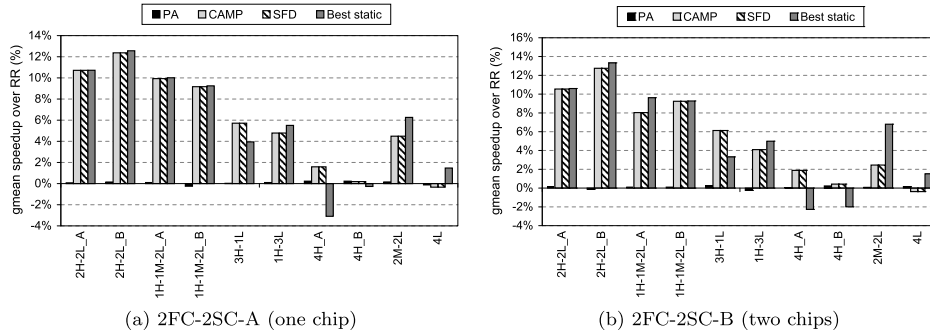 PA CAMP SFD Best static
gmean speedup over RR (%)
14%
12%
10%
8%
6%
4%
2%
0%
-2%
-4%
2H-2L_A
2H-2L_B
1H-1M-2L_A
1H-1M-2L_B
3H-1L
1H-3L
4H_A
4H_B
2M-2L
4L
(a) 2FC-2SC-A (one chip)
PA CAMP SFD Best static
gmean speedup over RR (%)
16%
14%
12%
10%
8%
6%
4%
2%
0%
-2%
-4%
2H-2L_A
2H-2L_B
1H-1M-2L_A
1H-1M-2L_B
3H-1L
1H-3L
4H_A
4H_B
2M-2L
4L
(b) 2FC-2SC-B (two chips)